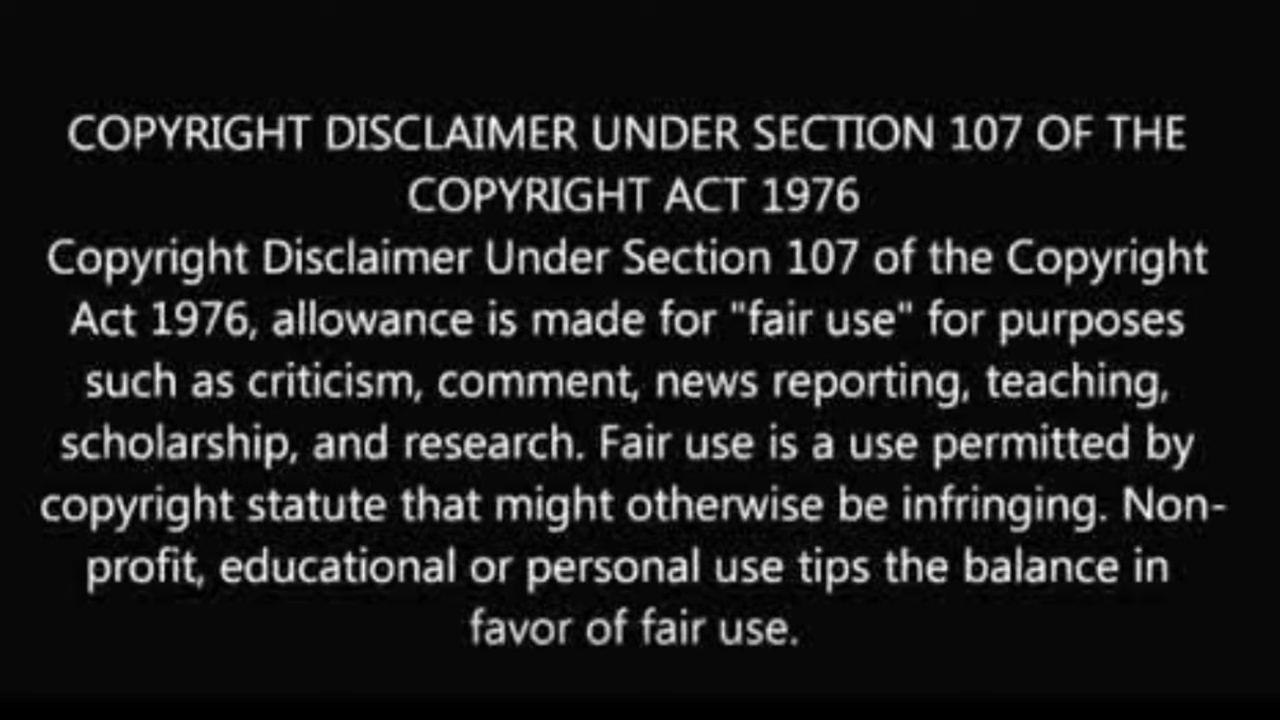 COPYRIGHT DISCLAIMER UNDER SECTION 107 OF THE
COPYRIGHT ACT 1976
Copyright Disclaimer Under Section 107 of the Copyright
Act 1976, allowance is made for "fair use" for purposes
such as criticism, comment, news reporting, teaching,
scholarship, and research. Fair use is a use permitted by
copyright statute that might otherwise be infringing. Non-
profit, educational or personal use tips the balance in
favor of fair use.